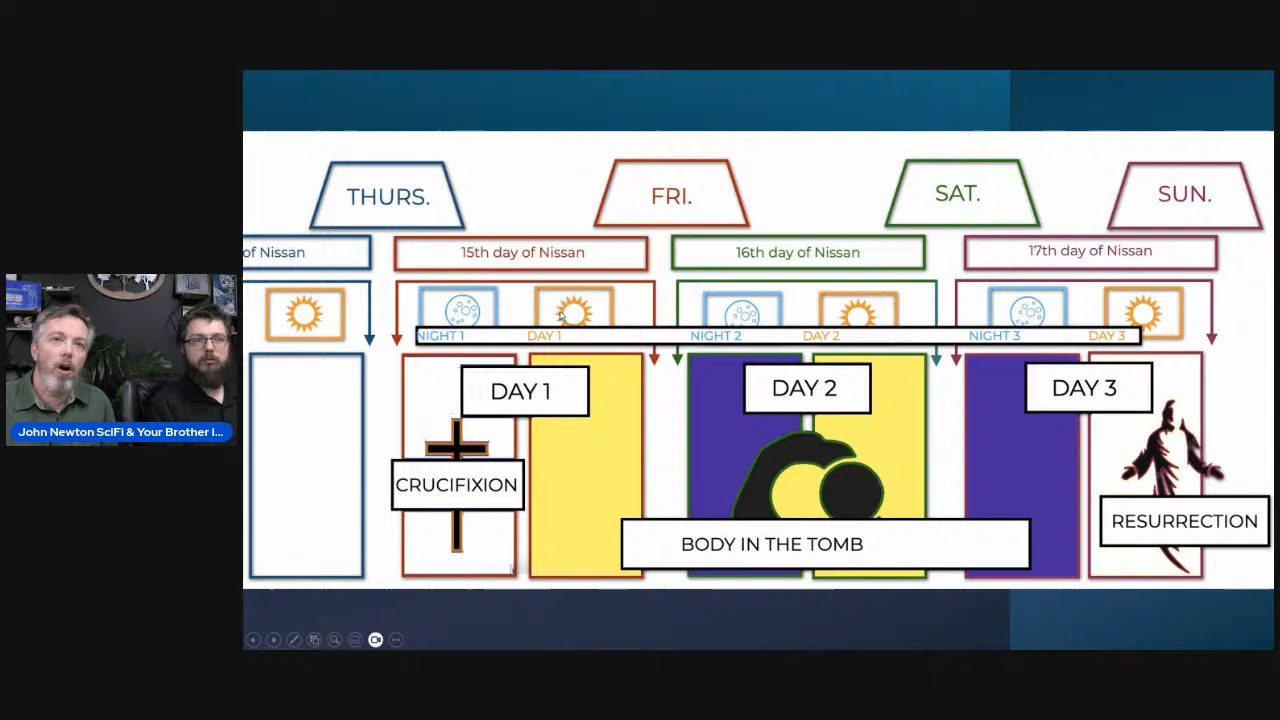 THURS.
FRI.
SAT.
SUN.
of Nissan
15th day of Nissan
16th day of Nissan
17th day of Nissan
NIGHT 1
DAY 1
NIGHT 2
DAY 2
NIGHT 3
DAY 3
DAY 1
DAY 2
DAY 3
CRUCIFIXION
BODY IN THE TOMB
RESURRECTION
John Newton SciFi & Your Brother i...